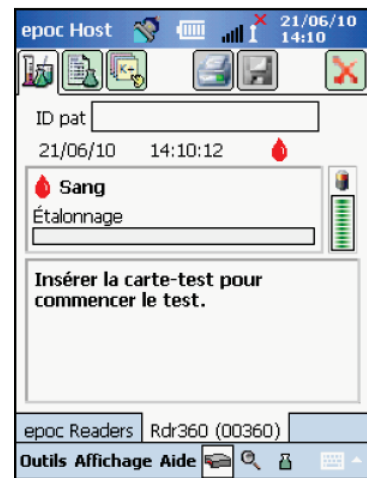 epoc Host 21/06/10
14:10
K+
ID pat
21/06/10 14:10:12
Sang
Étalonnage
Insérer la carte-test pour
commencer le test.
epoc Readers Rdr360 (00360)
Outils Affichage Aide